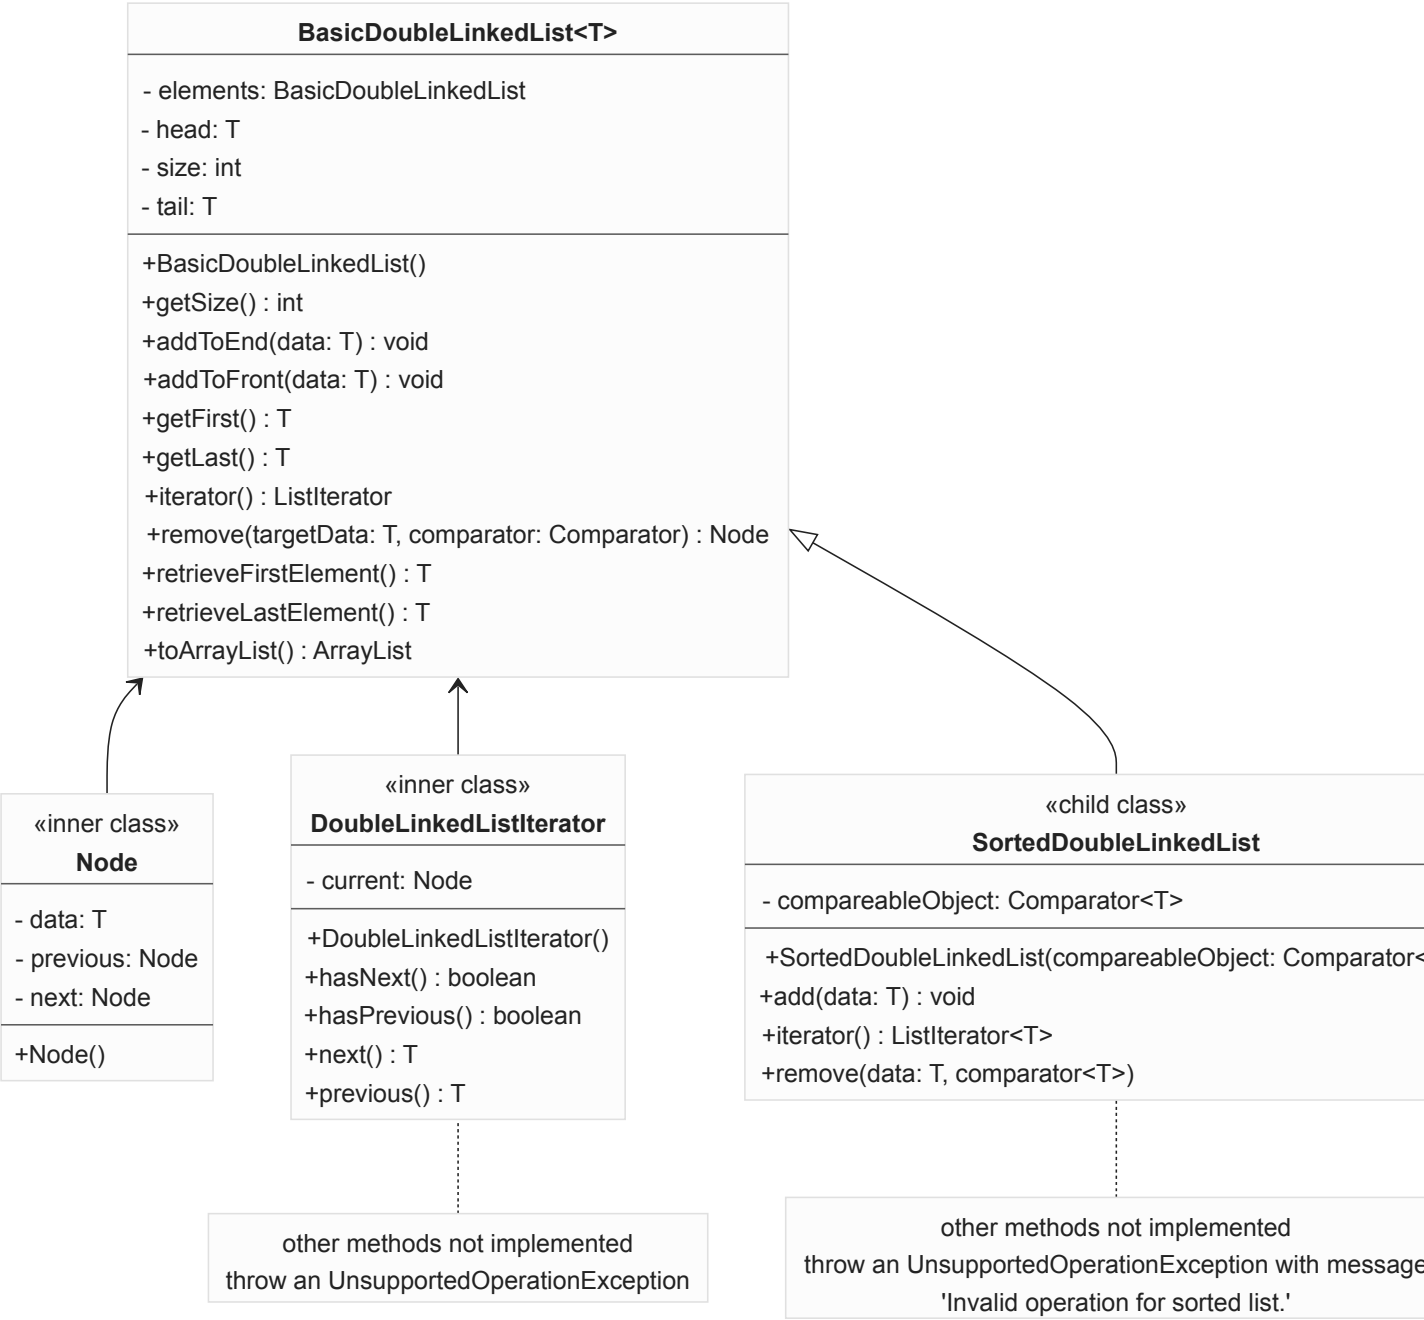 BasicDoubleLinkedList<T>
- elements: BasicDoubleLinkedList
- head: T
- size: int
- tail: T
+BasicDoubleLinkedList()
+getSize() : int
+addToEnd(data: T) : void
+addToFront(data: T) : void
+getFirst() : T
+getLast() : T
+iterator() : ListIterator
+remove(targetData: T, comparator: Comparator) : Node
+retrieveFirstElement() : T
+retrieveLastElement() : T
+toArrayList() : ArrayList
«inner class»
Node
- data: T
- previous: Node
- next: Node
+Node()
«inner class»
DoubleLinkedListIterator
- current: Node
+DoubleLinkedListIterator()
+hasNext() : boolean
+hasPrevious() : boolean
+next() : T
+previous() : T
other methods not implemented
throw an UnsupportedOperationException
«child class»
SortedDoubleLinkedList
- compareableObject: Comparator<T>
+SortedDoubleLinkedList(compareableObject: Comparator<
+add(data: T) : void
+iterator() : ListIterator<T>
+remove(data: T, comparator<T>)
other methods not implemented
throw an UnsupportedOperationException with message
'Invalid operation for sorted list.'